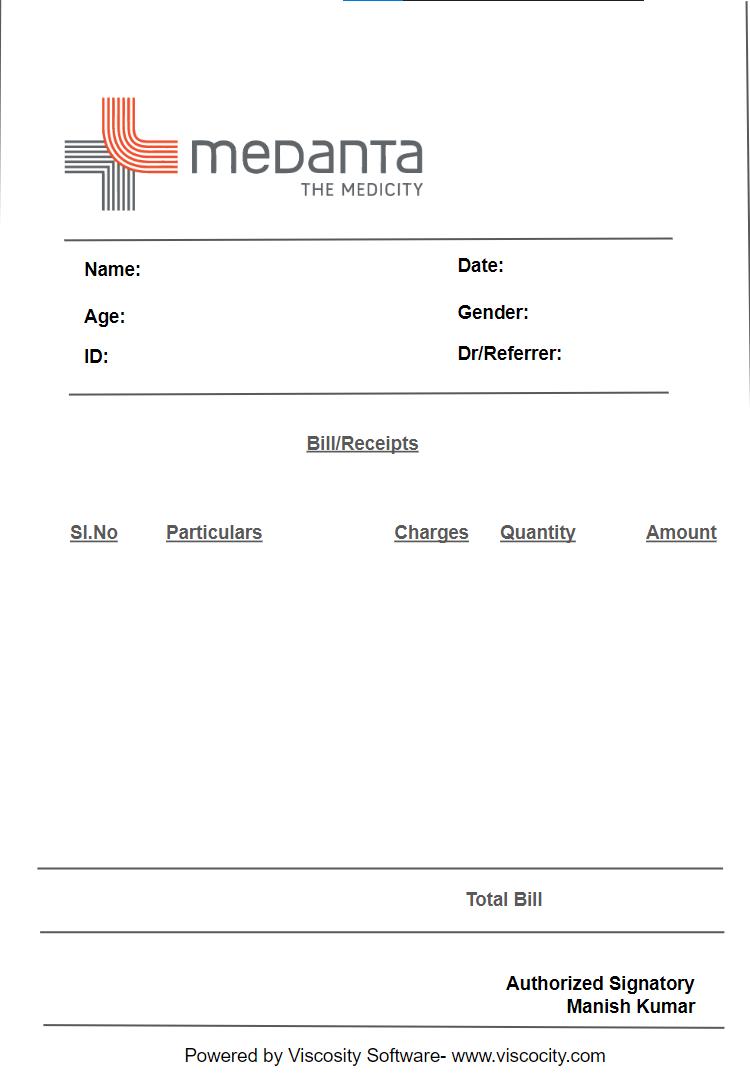 meDanTa
THE MEDICITY
Name:
Date:
Age:
Gender:
ID:
Dr/Referrer:
Bill/Receipts
Sl.No Particulars Charges Quantity Amount
Total Bill
Authorized Signatory
Manish Kumar
Powered by Viscosity Software- www.viscocity.com